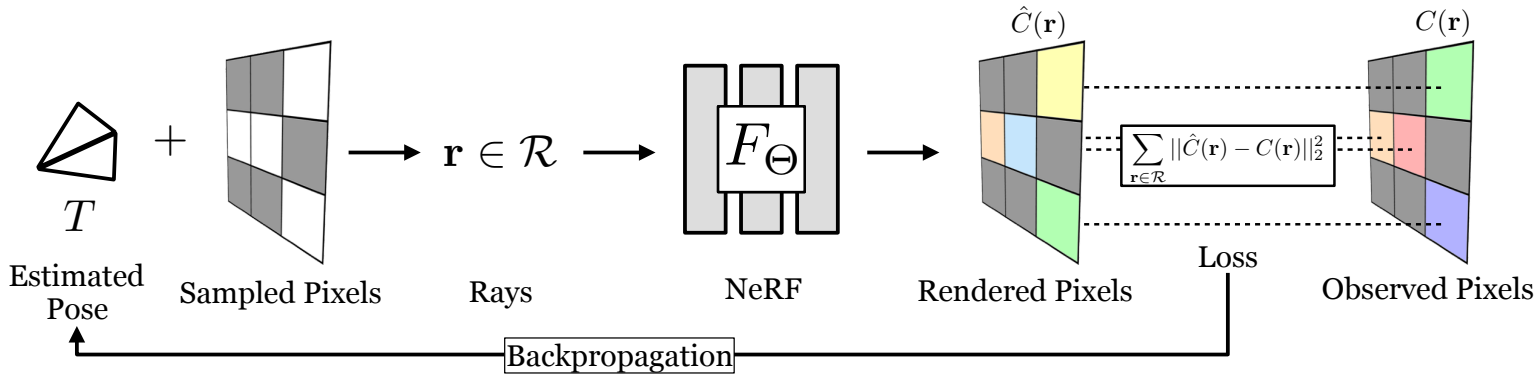 Ĉ(r)
C(r)
+
r ∈ ℛ
F_Θ
∑_{r∈ℛ} ||Ĉ(r) − C(r)||₂²
T
Estimated
Pose
Sampled Pixels
Rays
NeRF
Rendered Pixels
Loss
Observed Pixels
Backpropagation